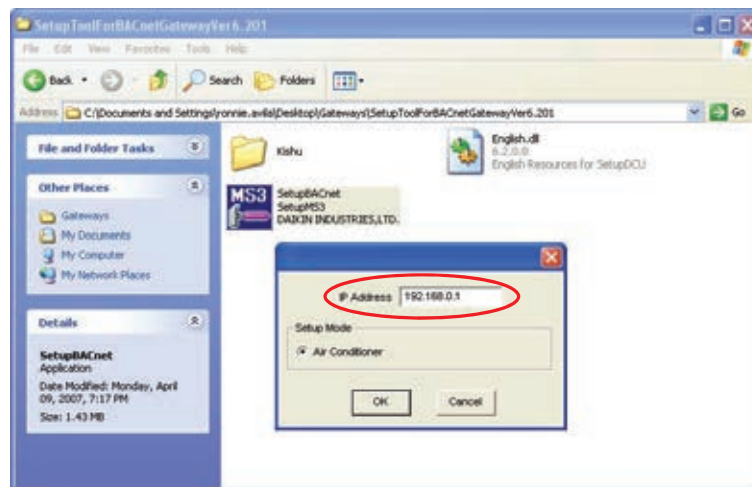 SetupToolForBACnetGatewayVer6.201
File Edit View Favorites Tools Help
Back Search Folders
Address C:\Documents and Settings\ronnie.avila\Desktop\Gateways\SetupToolForBACnetGatewayVer6.201 Go
File and Folder Tasks
Other Places
Gateways
My Documents
My Computer
My Network Places
Details
SetupBACnet
Application
Date Modified: Monday, April
09, 2007, 7:17 PM
Size: 1.43 MB
Kishu
English.dll
6.2.0.0
English Resources for SetupDCU
MS3
SetupBACnet
SetupMS3
DAIKIN INDUSTRIES,LTD.
IP Address 192.168.0.1
Setup Mode
Air Conditioner
OK Cancel